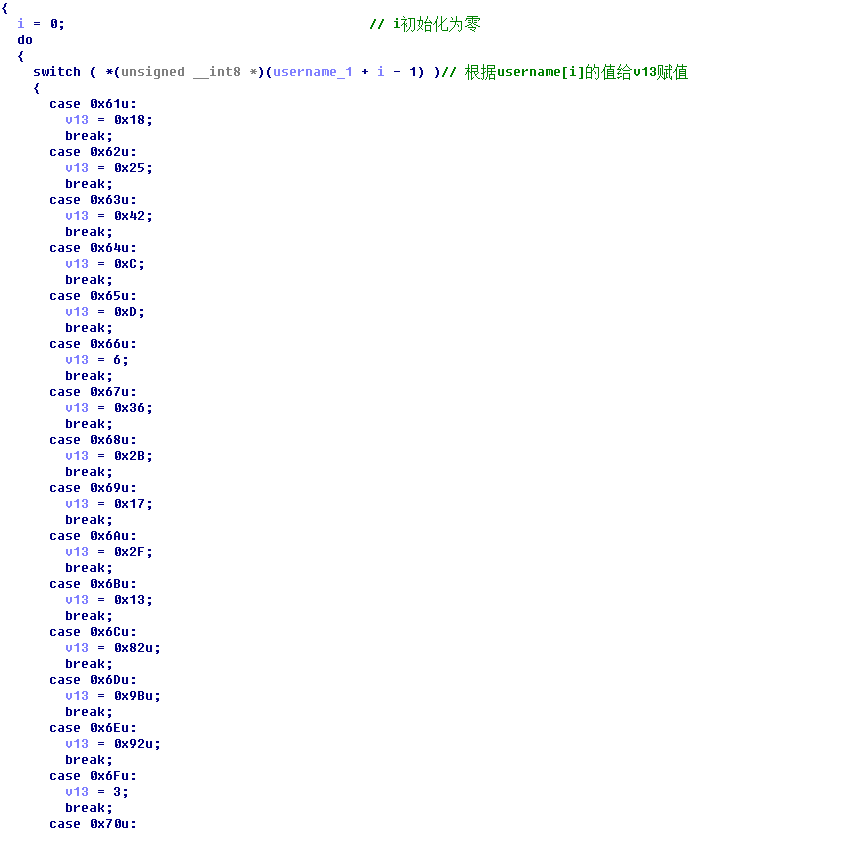 {
  i = 0;                                      // i初始化为零
  do
  {
    switch ( *(unsigned __int8 *)(username_1 + i - 1) )// 根据username[i]的值给v13赋值
    {
      case 0x61u:
        v13 = 0x18;
        break;
      case 0x62u:
        v13 = 0x25;
        break;
      case 0x63u:
        v13 = 0x42;
        break;
      case 0x64u:
        v13 = 0xC;
        break;
      case 0x65u:
        v13 = 0xD;
        break;
      case 0x66u:
        v13 = 6;
        break;
      case 0x67u:
        v13 = 0x36;
        break;
      case 0x68u:
        v13 = 0x2B;
        break;
      case 0x69u:
        v13 = 0x17;
        break;
      case 0x6Au:
        v13 = 0x2F;
        break;
      case 0x6Bu:
        v13 = 0x13;
        break;
      case 0x6Cu:
        v13 = 0x82u;
        break;
      case 0x6Du:
        v13 = 0x9Bu;
        break;
      case 0x6Eu:
        v13 = 0x92u;
        break;
      case 0x6Fu:
        v13 = 3;
        break;
      case 0x70u: